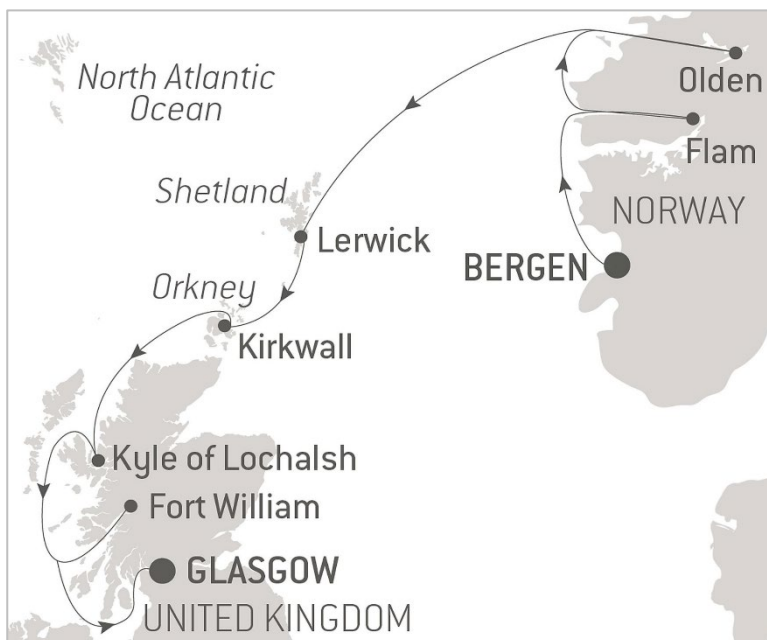 North Atlantic
Ocean
Olden
Flam
Shetland
NORWAY
Lerwick
BERGEN
Orkney
Kirkwall
Kyle of Lochalsh
Fort William
GLASGOW
UNITED KINGDOM